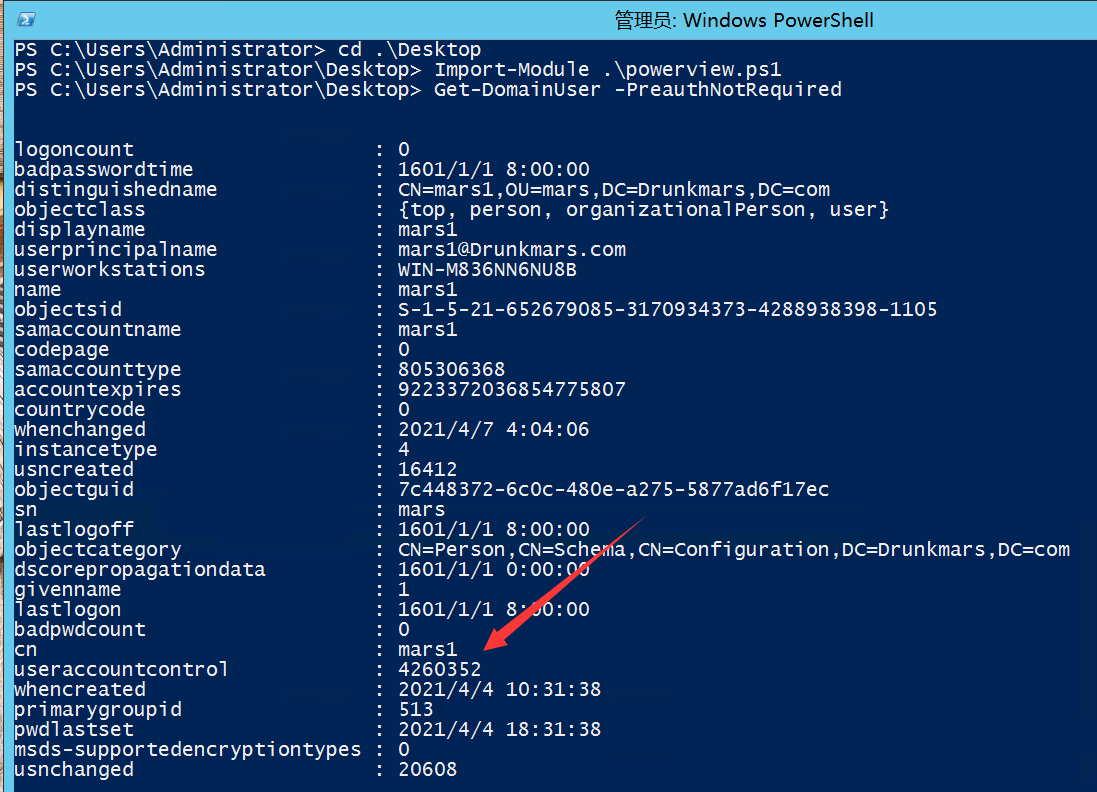 管理员: Windows PowerShell
PS C:\Users\Administrator> cd .\Desktop
PS C:\Users\Administrator\Desktop> Import-Module .\powerview.ps1
PS C:\Users\Administrator\Desktop> Get-DomainUser -PreauthNotRequired
logoncount : 0
badpasswordtime : 1601/1/1 8:00:00
distinguishedname : CN=mars1,OU=mars,DC=Drunkmars,DC=com
objectclass : {top, person, organizationalPerson, user}
displayname : mars1
userprincipalname : mars1@Drunkmars.com
userworkstations : WIN-M836NN6NU8B
name : mars1
objectsid : S-1-5-21-652679085-3170934373-4288938398-1105
samaccountname : mars1
codepage : 0
samaccounttype : 805306368
accountexpires : 9223372036854775807
countrycode : 0
whenchanged : 2021/4/7 4:04:06
instancetype : 4
usncreated : 16412
objectguid : 7c448372-6c0c-480e-a275-5877ad6f17ec
sn : mars
lastlogoff : 1601/1/1 8:00:00
objectcategory : CN=Person,CN=Schema,CN=Configuration,DC=Drunkmars,DC=com
dscorepropagationdata : 1601/1/1 0:00:00
givenname : 1
lastlogon : 1601/1/1 8:00:00
badpwdcount : 0
cn : mars1
useraccountcontrol : 4260352
whencreated : 2021/4/4 10:31:38
primarygroupid : 513
pwdlastset : 2021/4/4 18:31:38
msds-supportedencryptiontypes : 0
usnchanged : 20608